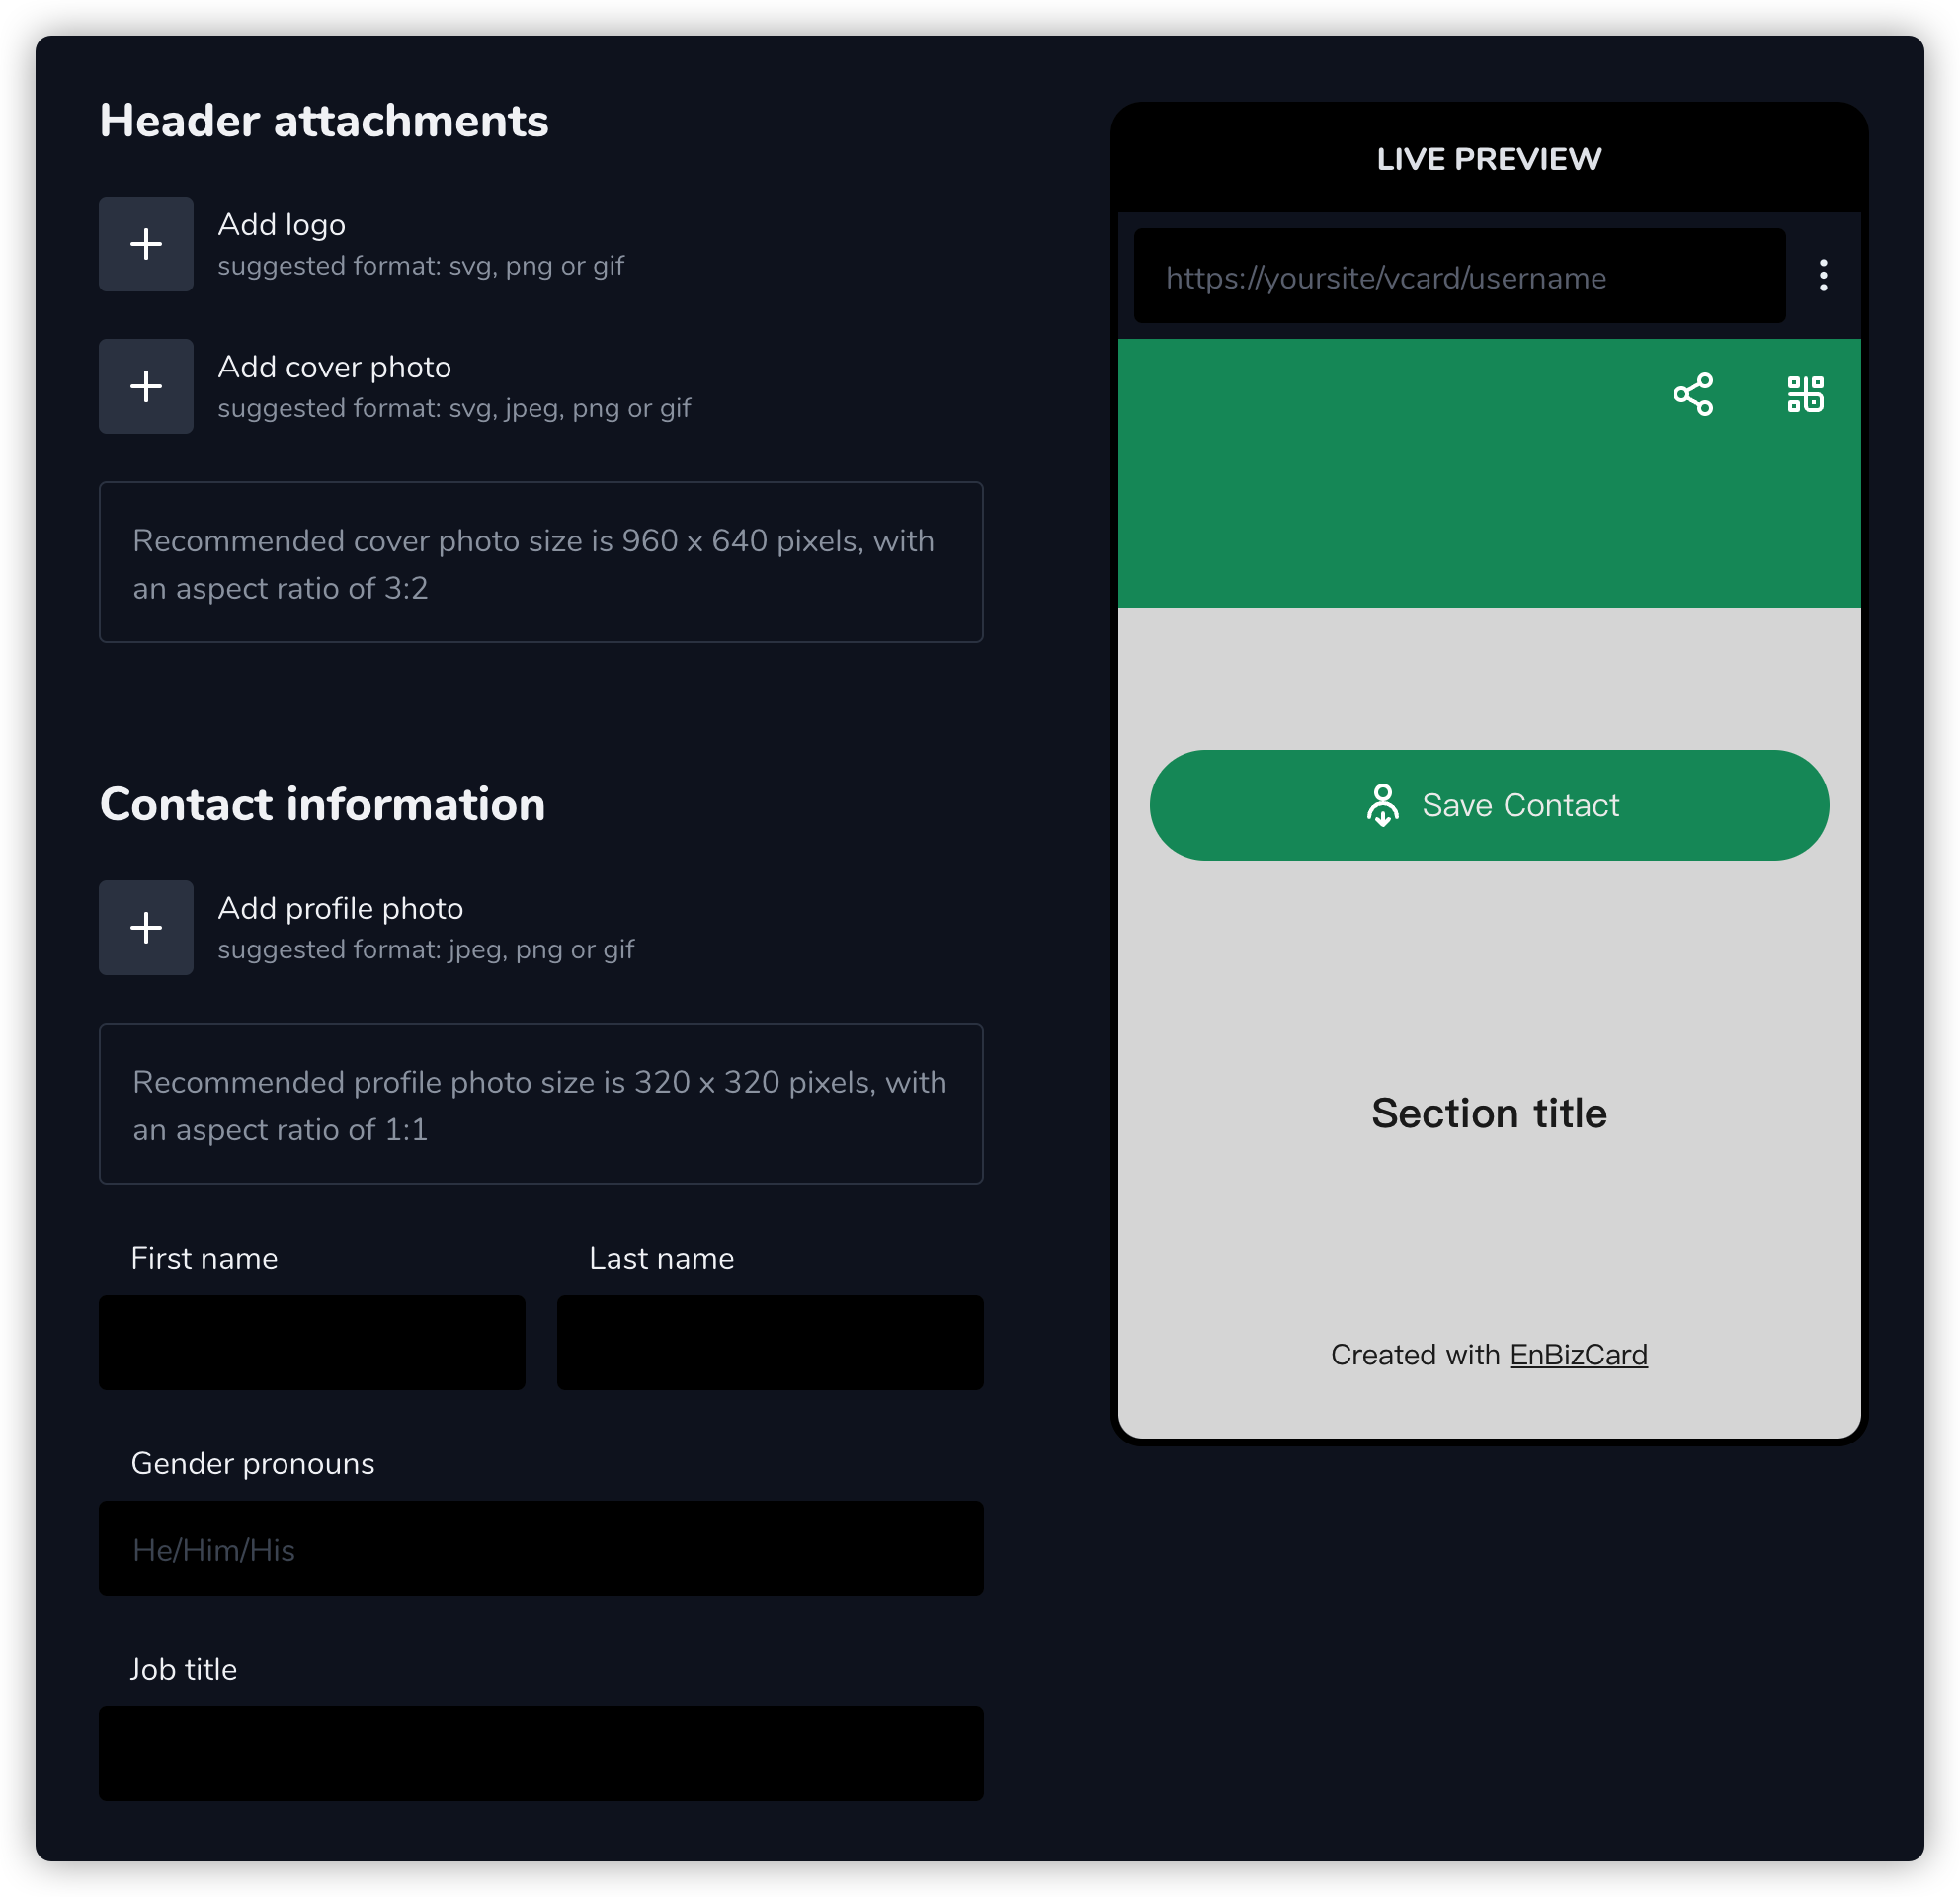 Header attachments
Add logo
suggested format: svg, png or gif
Add cover photo
suggested format: svg, jpeg, png or gif
Recommended cover photo size is 960 x 640 pixels, with
an aspect ratio of 3:2
Contact information
Add profile photo
suggested format: jpeg, png or gif
Recommended profile photo size is 320 x 320 pixels, with
an aspect ratio of 1:1
First name
Last name
Gender pronouns
He/Him/His
Job title
LIVE PREVIEW
https://yoursite/vcard/username
Save Contact
Section title
Created with EnBizCard